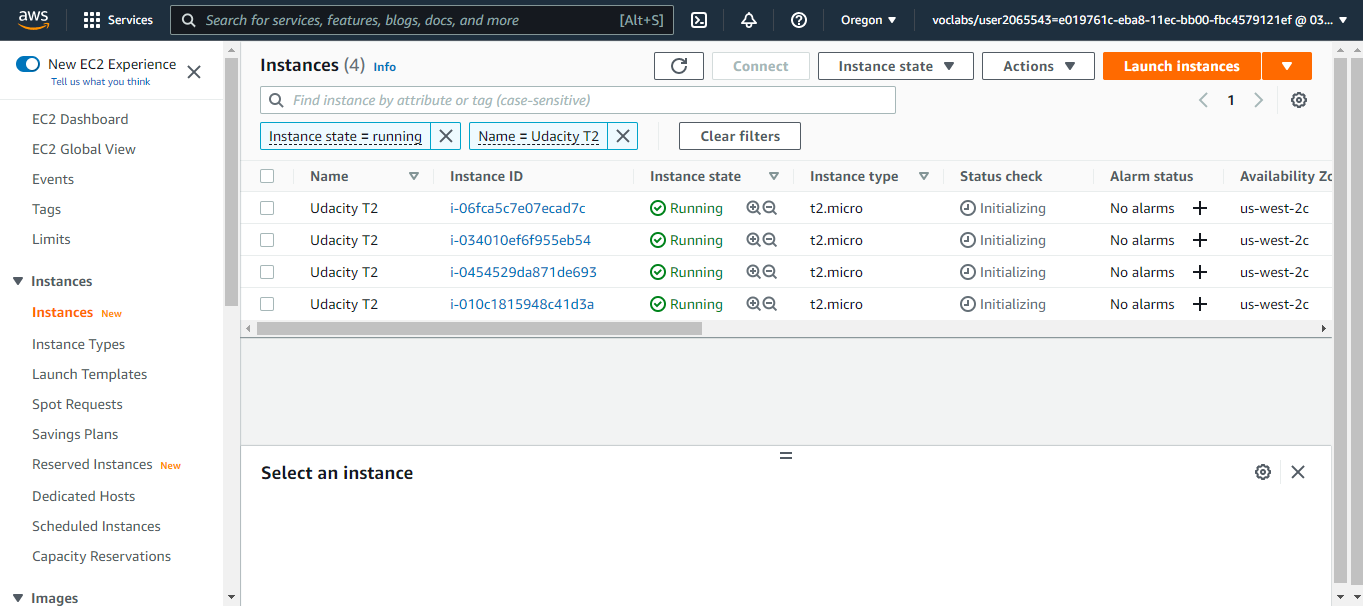 aws Services Search for services, features, blogs, docs, and more [Alt+S] Oregon voclabs/user2065543=e019761c-eba8-11ec-bb00-fbc4579121ef @ 03...
New EC2 Experience
Tell us what you think
EC2 Dashboard
EC2 Global View
Events
Tags
Limits
Instances
Instances New
Instance Types
Launch Templates
Spot Requests
Savings Plans
Reserved Instances New
Dedicated Hosts
Scheduled Instances
Capacity Reservations
Images
Instances (4) Info Connect Instance state Actions Launch instances
Find instance by attribute or tag (case-sensitive) 1
Instance state = running Name = Udacity T2 Clear filters
Name Instance ID Instance state Instance type Status check Alarm status Availability Zo
Udacity T2 i-06fca5c7e07ecad7c Running t2.micro Initializing No alarms us-west-2c
Udacity T2 i-034010ef6f955eb54 Running t2.micro Initializing No alarms us-west-2c
Udacity T2 i-0454529da871de693 Running t2.micro Initializing No alarms us-west-2c
Udacity T2 i-010c1815948c41d3a Running t2.micro Initializing No alarms us-west-2c
Select an instance